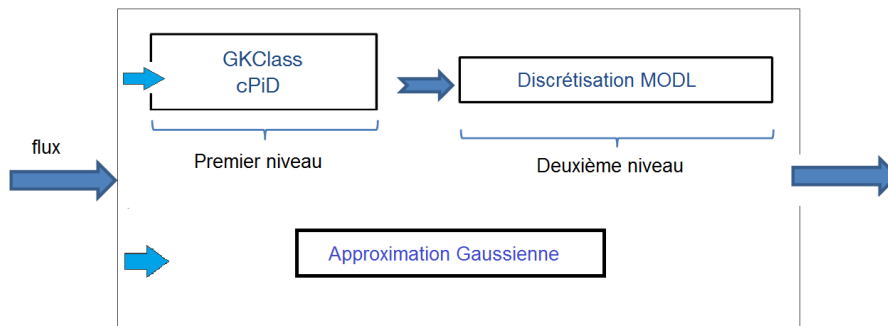 GKClass
cPiD
Discrétisation MODL
flux
Premier niveau
Deuxième niveau
Approximation Gaussienne